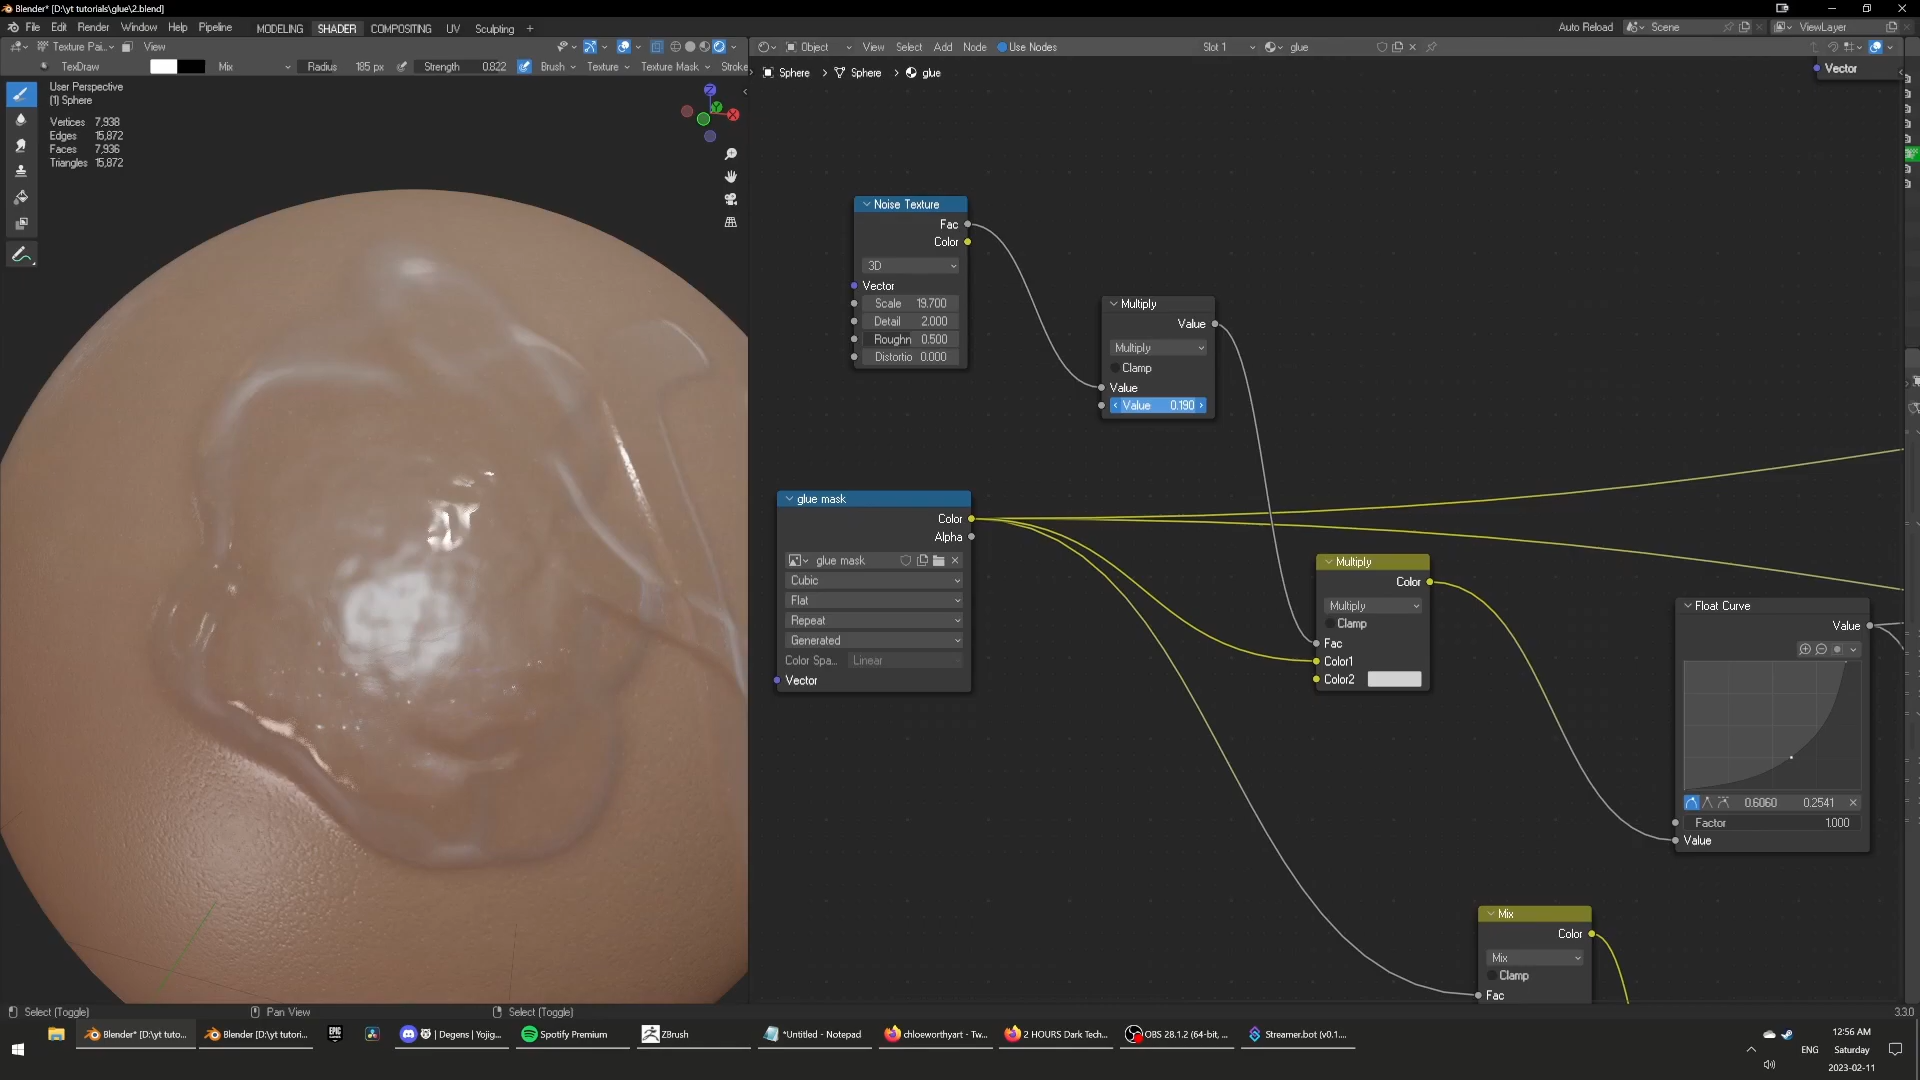 Blender* [D:\yt tutorials\glue\2.blend]
File Edit Render Window Help Pipeline MODELING SHADER COMPOSITING UV Sculpting + Auto Reload Scene ViewLayer
Texture Pai... View Object View Select Add Node Use Nodes Slot 1 glue
TexDraw Mix Radius 185 px Strength 0.822 Brush Texture Texture Mask Stroke
Sphere > Sphere > glue
Vector
User Perspective
(1) Sphere
Vertices 7,938
Edges 15,872
Faces 7,936
Triangles 15,872
Z
Y
X
Noise Texture
Fac
Color
3D
Vector
Scale 19.700
Detail 2.000
Roughn 0.500
Distortio 0.000
Multiply
Value
Multiply
Clamp
Value
Value 0.190
glue mask
Color
Alpha
glue mask
Cubic
Flat
Repeat
Generated
Color Spa... Linear
Vector
Multiply
Color
Multiply
Clamp
Fac
Color1
Color2
Float Curve
Value
0.6060 0.2541
Factor 1.000
Value
Mix
Color
Mix
Clamp
Fac
Select (Toggle) Pan View Select (Toggle) 3.3.0
Blender* [D:\yt tuto... Blender [D:\yt tutori... EPIC GAMES | Degens | Yojig... Spotify Premium ZBrush *Untitled - Notepad chloeworthyart - Tw... 2 HOURS Dark Tech... OBS 28.1.2 (64-bit, ... Streamer.bot (v0.1....
12:56 AM
ENG Saturday
2023-02-11